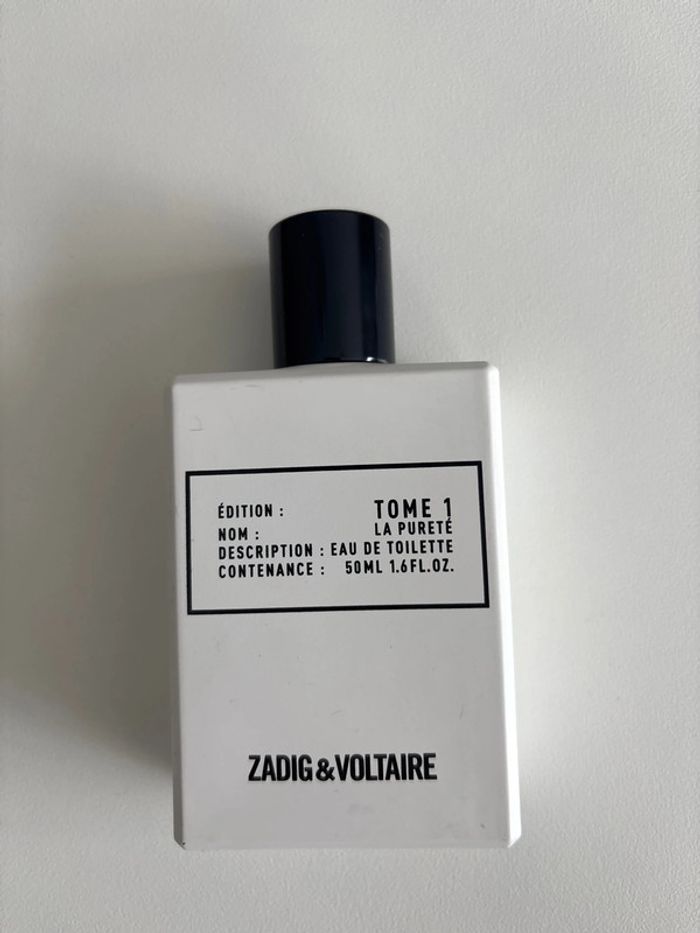 ÉDITION : TOME 1
NOM : LA PURETÉ
DESCRIPTION : EAU DE TOILETTE
CONTENANCE : 50ML 1.6FL.OZ.
ZADIG&VOLTAIRE